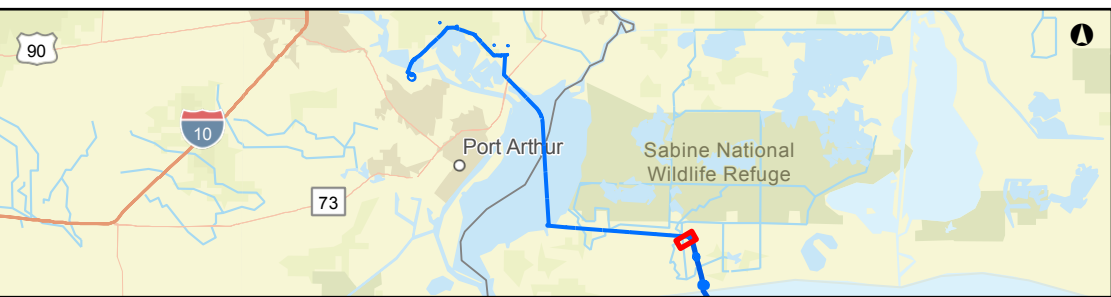 90
10
Port Arthur
Sabine National
Wildlife Refuge
73